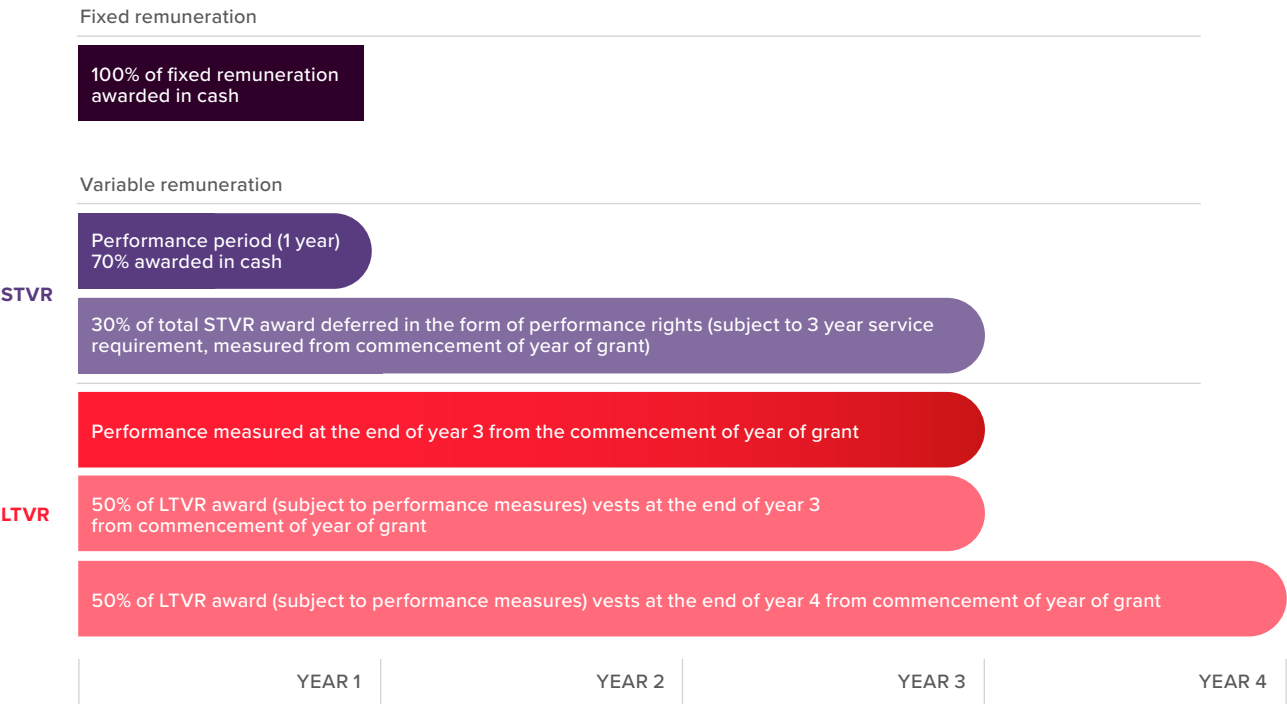 Fixed remuneration
100% of fixed remuneration
awarded in cash
Variable remuneration
STVR
Performance period (1 year)
70% awarded in cash
30% of total STVR award deferred in the form of performance rights (subject to 3 year service
requirement, measured from commencement of year of grant)
LTVR
Performance measured at the end of year 3 from the commencement of year of grant
50% of LTVR award (subject to performance measures) vests at the end of year 3
from commencement of year of grant
50% of LTVR award (subject to performance measures) vests at the end of year 4 from commencement of year of grant
YEAR 1 YEAR 2 YEAR 3 YEAR 4